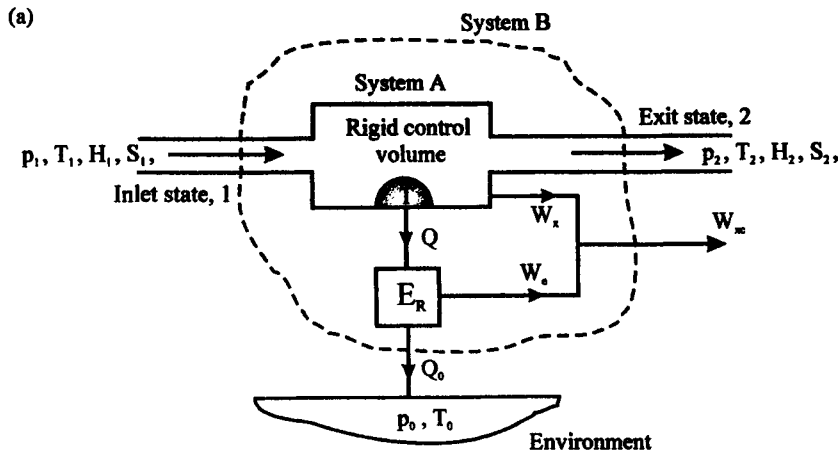 (a)
System B
System A
Exit state, 2
Rigid control
volume
p₁, T₁, H₁, S₁,
p₂, T₂, H₂, S₂,
Inlet state, 1
Wₓ
Q
Wₑ
E_R
Q₀
p₀, T₀
Environment